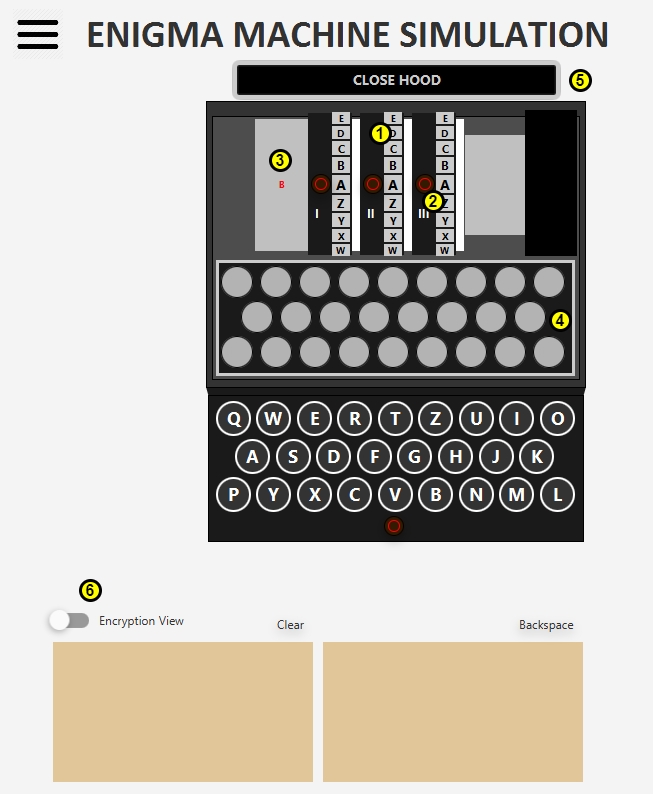 ENIGMA MACHINE SIMULATION
CLOSE HOOD
5
E E E
D 1 D D
C C C
3 B B B
B A A A
2 Z
I Z II Z III
Y Y Y
X X X
W W W
4
Q W E R T Z U I O
A S D F G H J K
P Y X C V B N M L
6
Encryption View Clear Backspace